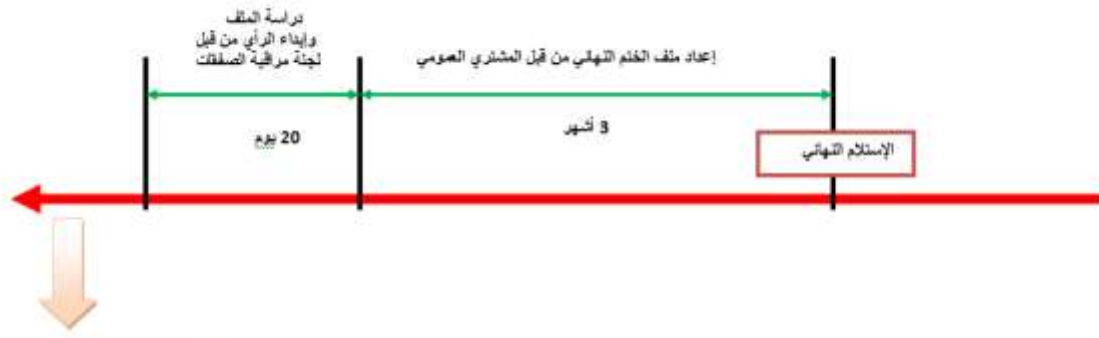 إعداد ملف الختم النهائي من قبل المشتري العمومي
3 أشهر
الإستلام النهائي
دراسة الملف
وإبداء الرأي من قبل
لجنة مراقبة الصفقات
20 يوم